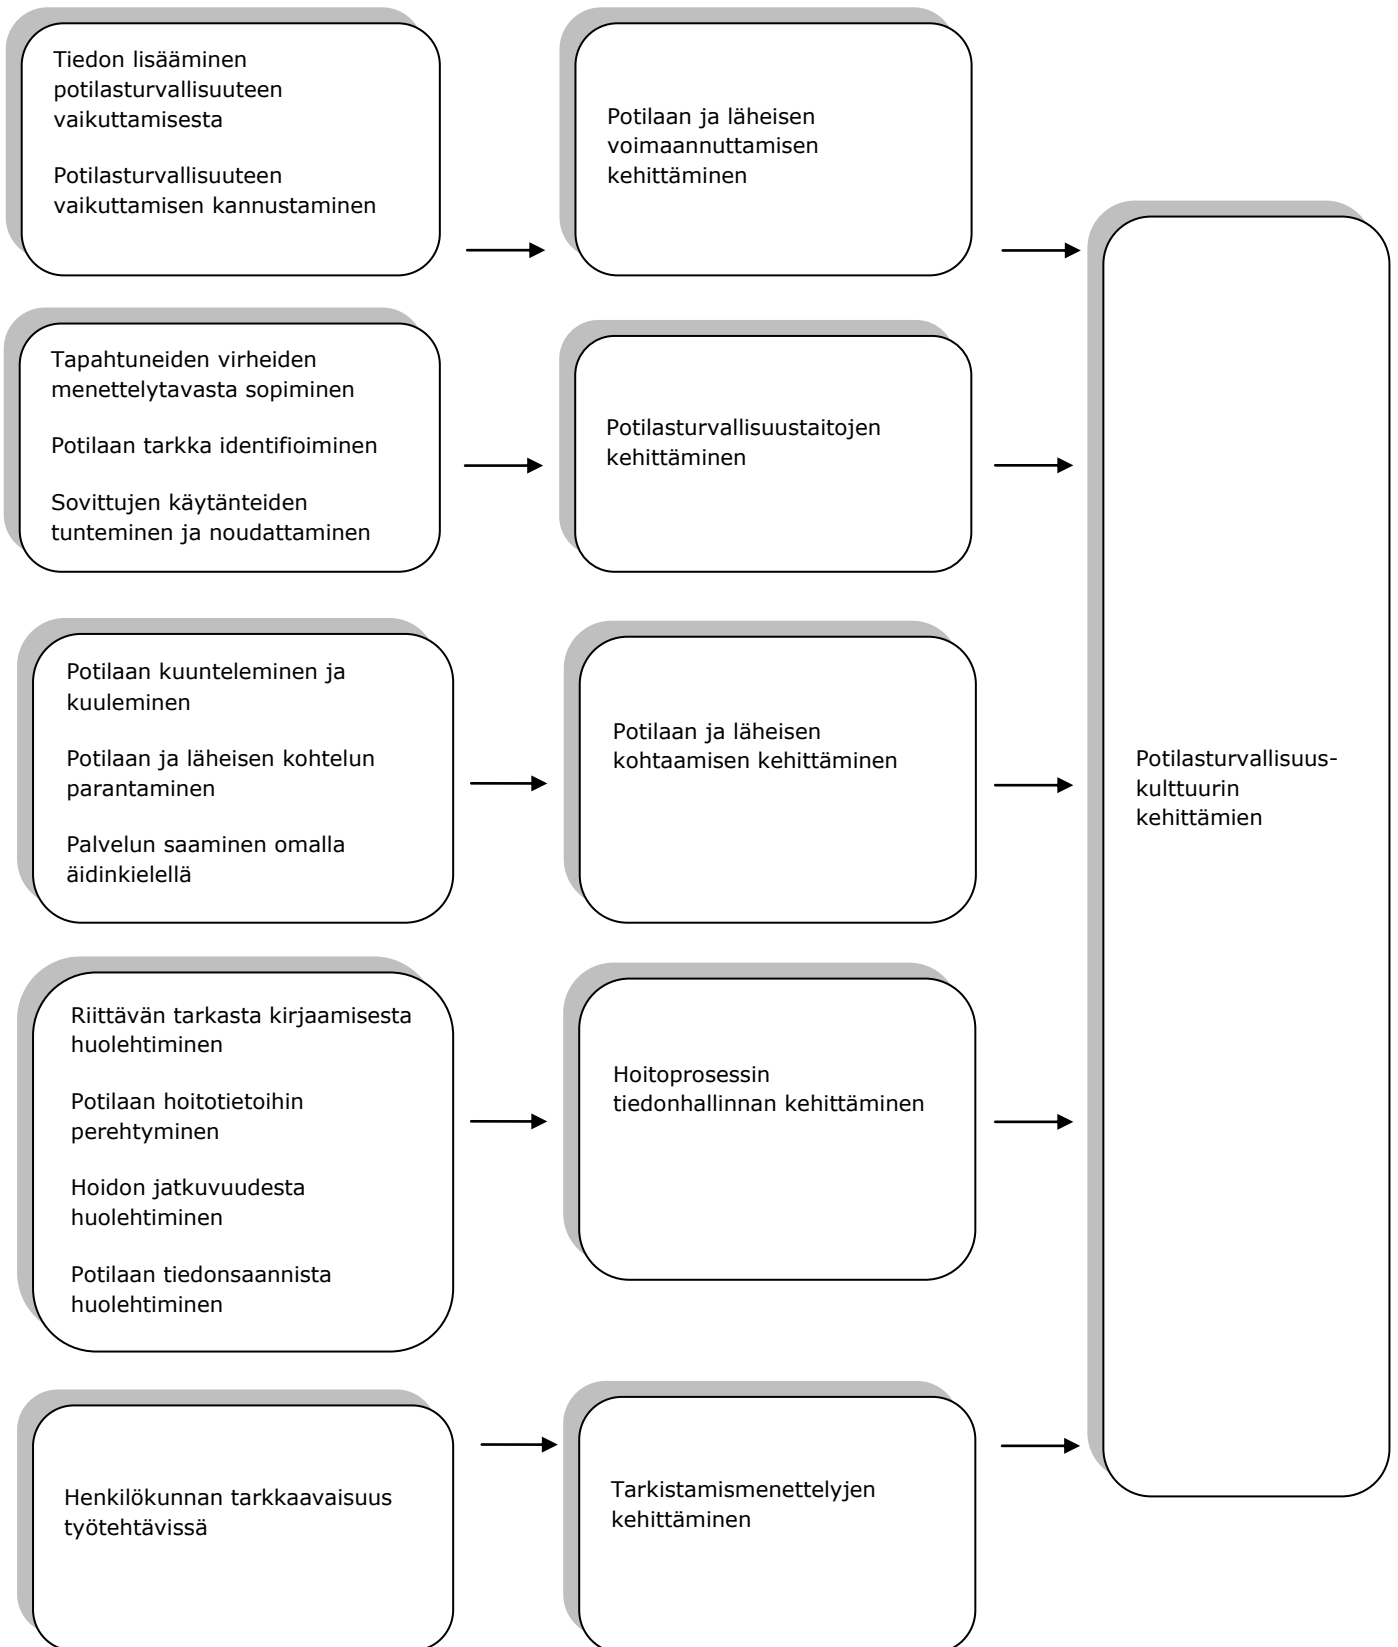 Tiedon lisääminen
potilasturvallisuuteen
vaikuttamisesta
Potilasturvallisuuteen
vaikuttamisen kannustaminen
Potilaan ja läheisen
voimaannuttamisen
kehittäminen
Tapahtuneiden virheiden
menettelytavasta sopiminen
Potilaan tarkka identifioiminen
Sovittujen käytänteiden
tunteminen ja noudattaminen
Potilasturvallisuustaitojen
kehittäminen
Potilaan kuunteleminen ja
kuuleminen
Potilaan ja läheisen kohtelun
parantaminen
Palvelun saaminen omalla
äidinkielellä
Potilaan ja läheisen
kohtaamisen kehittäminen
Riittävän tarkasta kirjaamisesta
huolehtiminen
Potilaan hoitotietoihin
perehtyminen
Hoidon jatkuvuudesta
huolehtiminen
Potilaan tiedonsaannista
huolehtiminen
Hoitoprosessin
tiedonhallinnan kehittäminen
Henkilökunnan tarkkaavaisuus
työtehtävissä
Tarkistamismenettelyjen
kehittäminen
Potilasturvallisuus-
kulttuurin
kehittämien